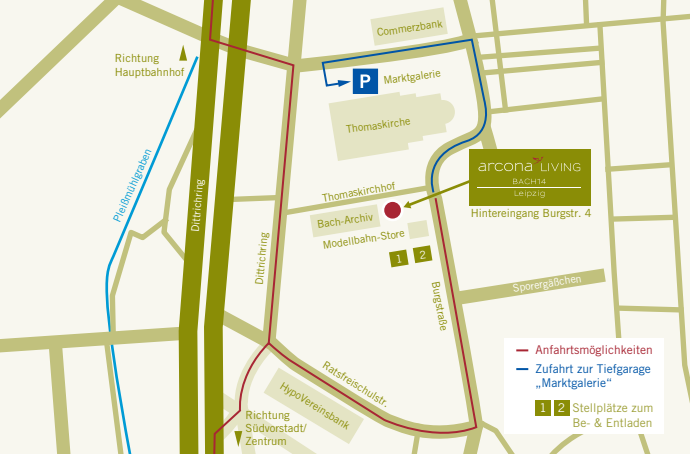 Commerzbank
Richtung
Hauptbahnhof
P
Marktgalerie
Thomaskirche
Pleißmühlgraben
Dittrichring
arcona LIVING
BACH14
Leipzig
Hintereingang Burgstr. 4
Thomaskirchhof
Bach-Archiv
Modellbahn-Store
1 2
Dittrichring
Burgstraße
Sporergäßchen
Ratsfreischulstr.
HypoVereinsbank
Richtung
Südvorstadt/
Zentrum
Anfahrtsmöglichkeiten
Zufahrt zur Tiefgarage
„Marktgalerie“
1 2 Stellplätze zum
Be- & Entladen